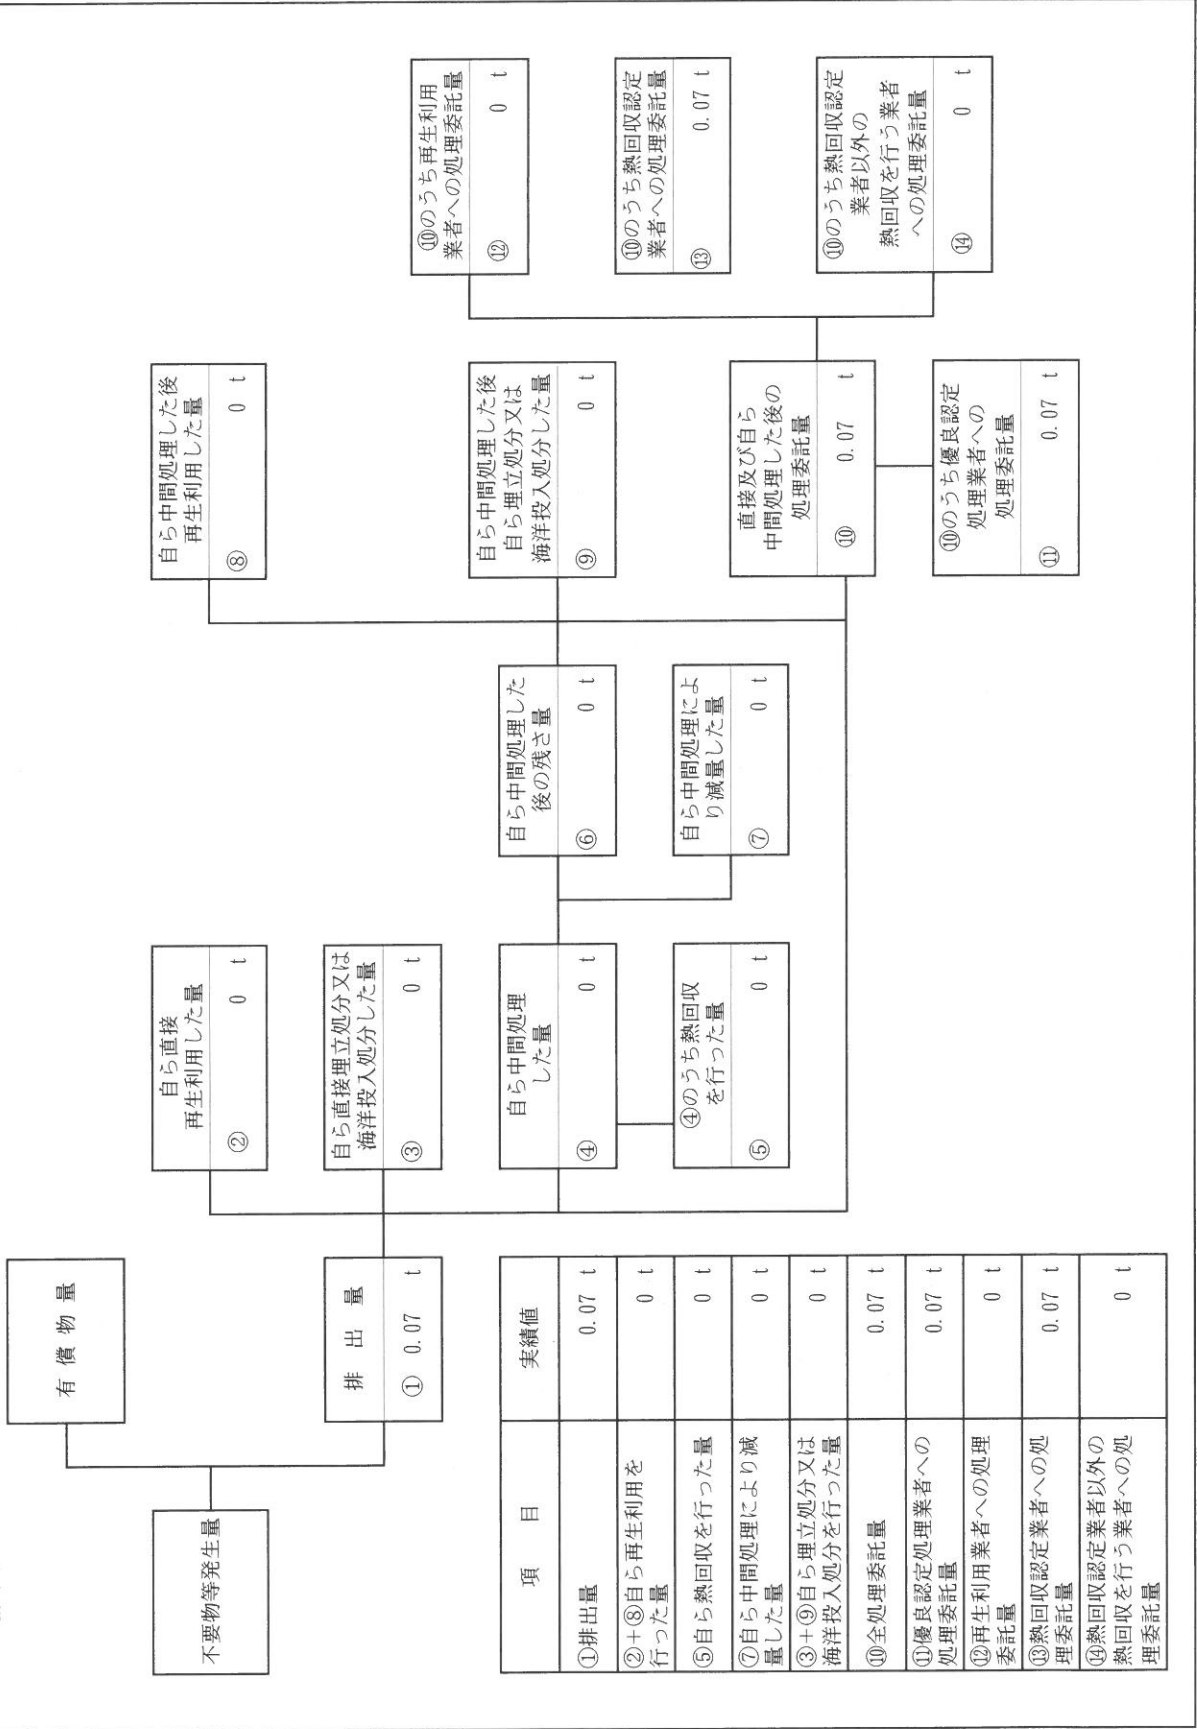 有 償 物 量
不要物等発生量
排 出 量
① 0.07 t
自ら直接
再生利用した量
② 0 t
自ら直接埋立処分又は
海洋投入処分した量
③ 0 t
自ら中間処理
した量
④ 0 t
④のうち熱回収
を行った量
⑤ 0 t
自ら中間処理した
後の残さ量
⑥ 0 t
自ら中間処理によ
り減量した量
⑦ 0 t
自ら中間処理した後
再生利用した量
⑧ 0 t
自ら中間処理した後
自ら埋立処分又は
海洋投入処分した量
⑨ 0 t
直接及び自ら
中間処理した後の
処理委託量
⑩ 0.07 t
⑩のうち優良認定
処理業者への
処理委託量
⑪ 0.07 t
⑩のうち再生利用
業者への処理委託量
⑫ 0 t
⑩のうち熱回収認定
業者への処理委託量
⑬ 0.07 t
⑩のうち熱回収認定
業者以外の
熱回収を行う業者
への処理委託量
⑭ 0 t
項 目 実績値
①排出量 0.07 t
②+⑧自ら再生利用を
行った量 0 t
⑤自ら熱回収を行った量 0 t
⑦自ら中間処理により減
量した量 0 t
③+⑨自ら埋立処分又は
海洋投入処分を行った量 0 t
⑩全処理委託量 0.07 t
⑪優良認定処理業者への
処理委託量 0.07 t
⑫再生利用業者への処理
委託量 0 t
⑬熱回収認定業者への処
理委託量 0.07 t
⑭熱回収認定業者以外の
熱回収を行う業者への処
理委託量 0 t